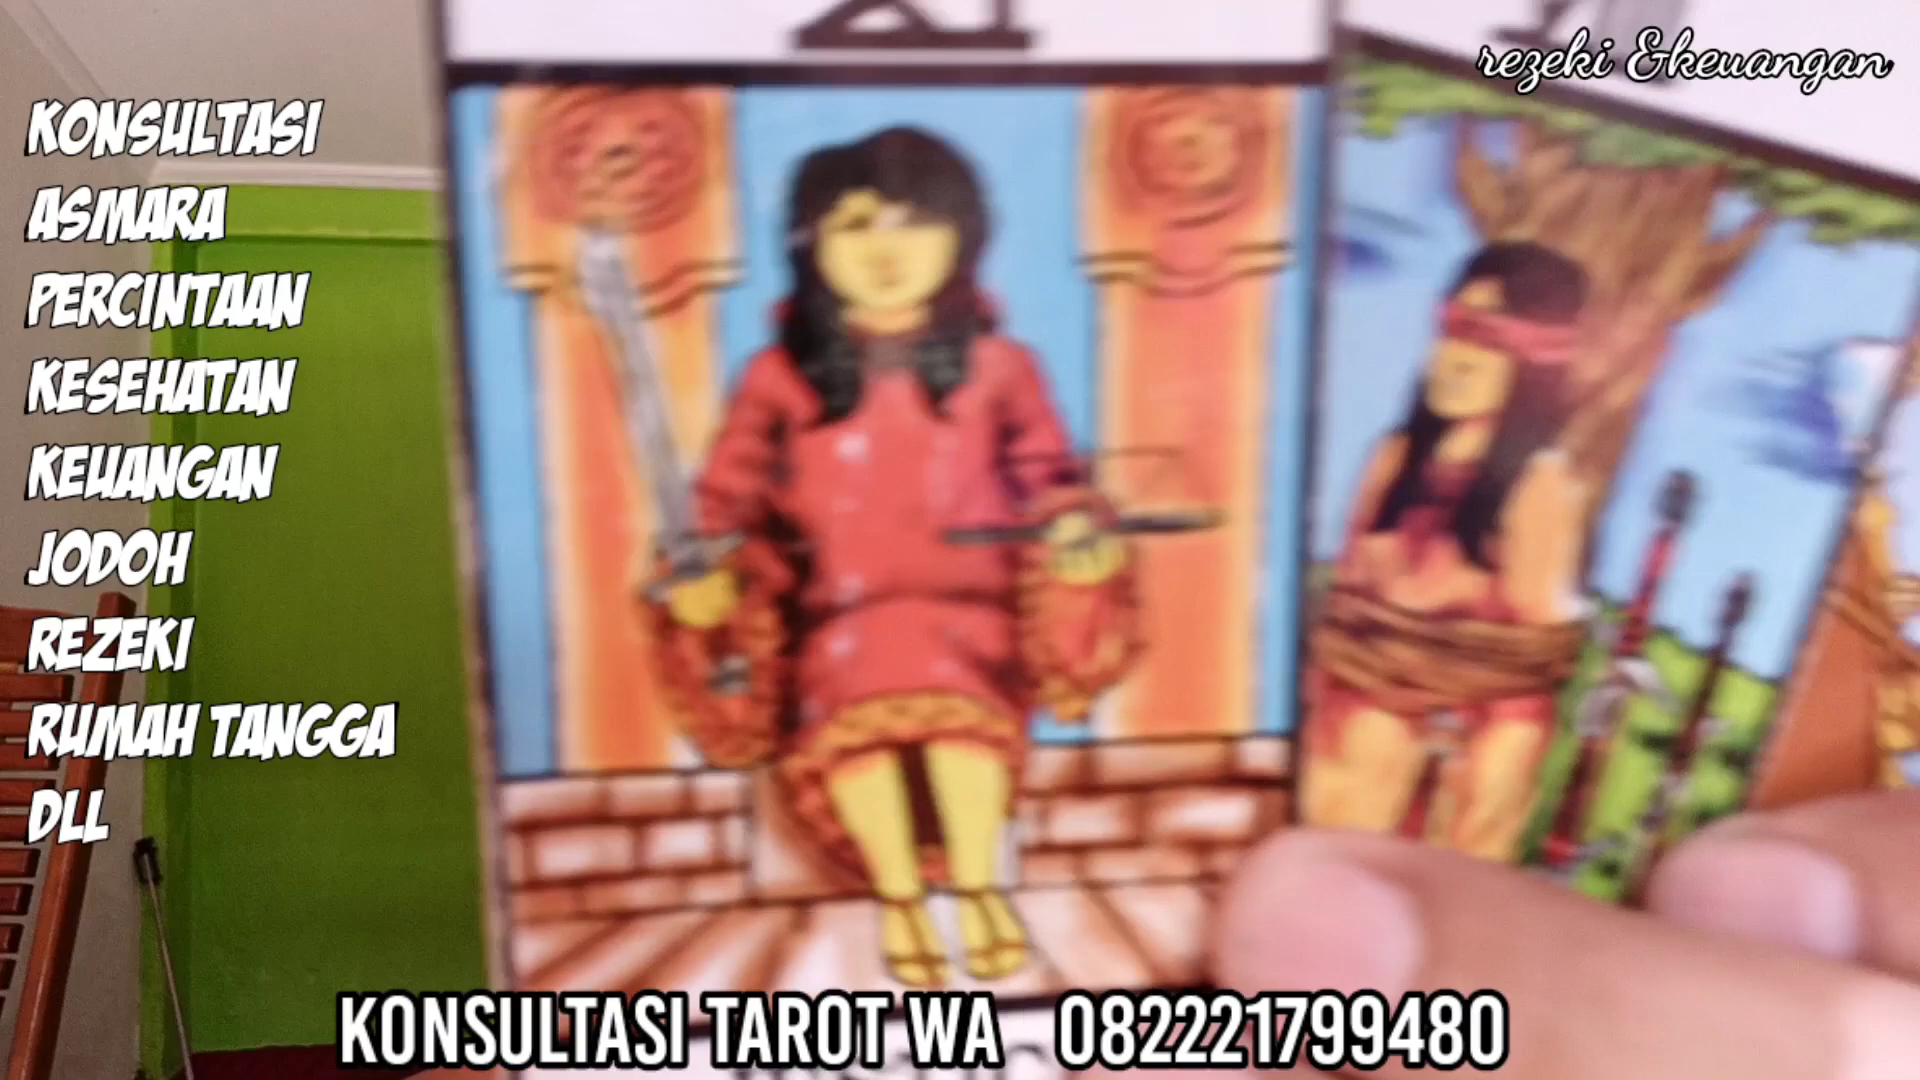 rezeki &keuangan
KONSULTASI
ASMARA
PERCINTAAN
KESEHATAN
KEUANGAN
JODOH
REZEKI
RUMAH TANGGA
DLL
KONSULTASI TAROT WA 082221799480